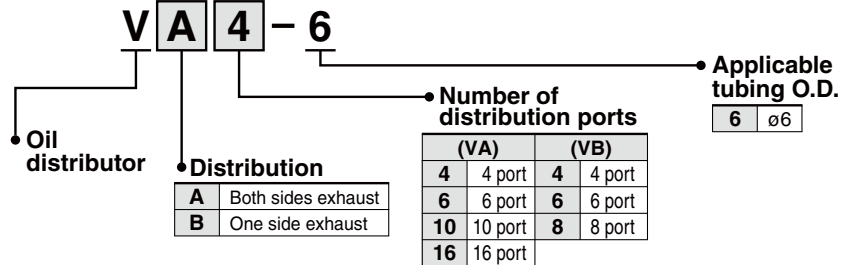 V A 4 – 6
Applicable
tubing O.D.
6 ø6
Number of
distribution ports
(VA) (VB)
4 4 port 4 4 port
6 6 port 6 6 port
10 10 port 8 8 port
16 16 port
Oil
distributor
Distribution
A Both sides exhaust
B One side exhaust